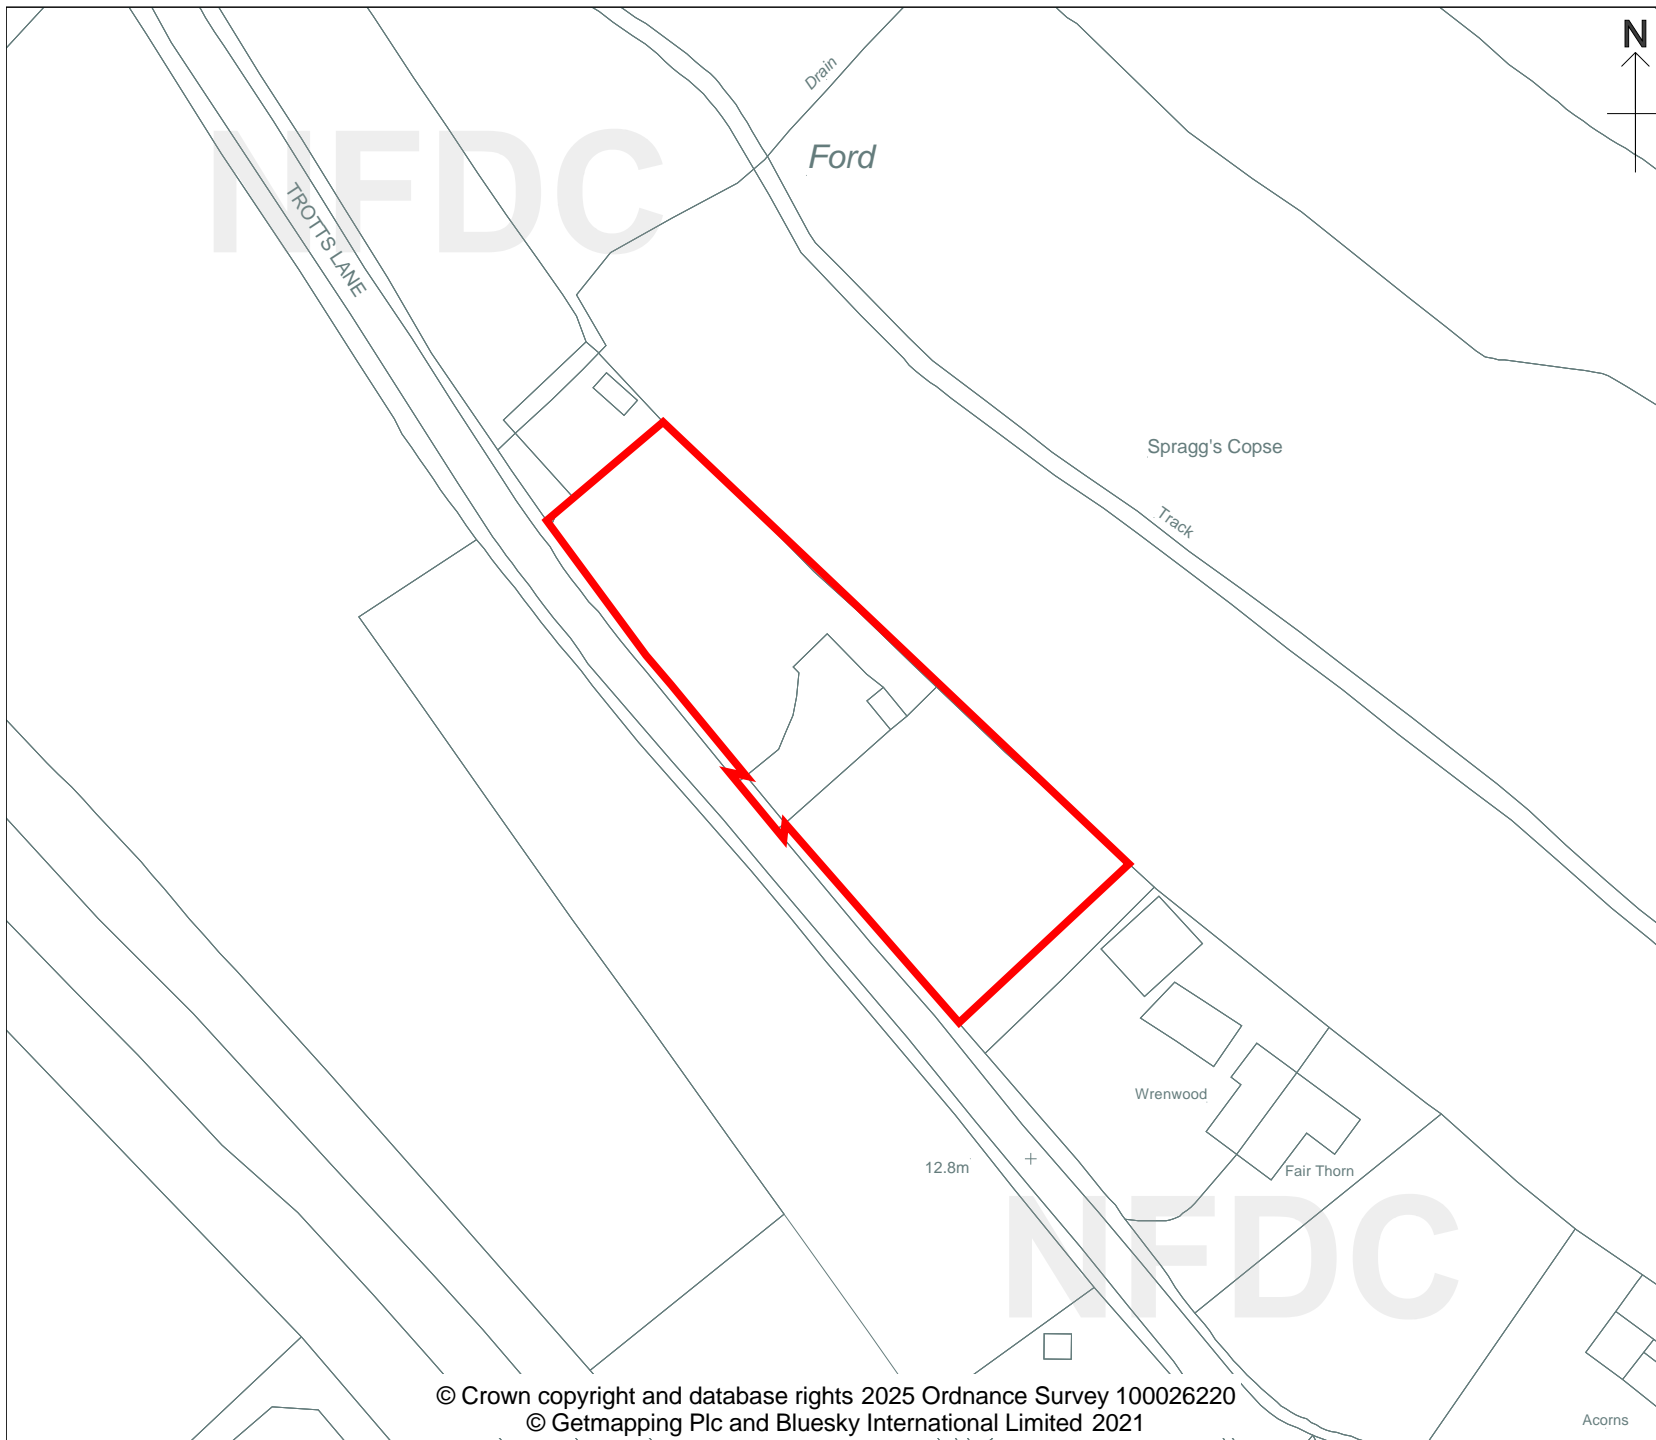 N
Drain
Ford
NFDC
TROTTS LANE
Spragg's Copse
Track
Wrenwood
12.8m
Fair Thorn
NFDC
© Crown copyright and database rights 2025 Ordnance Survey 100026220
© Getmapping Plc and Bluesky International Limited 2021
Acorns